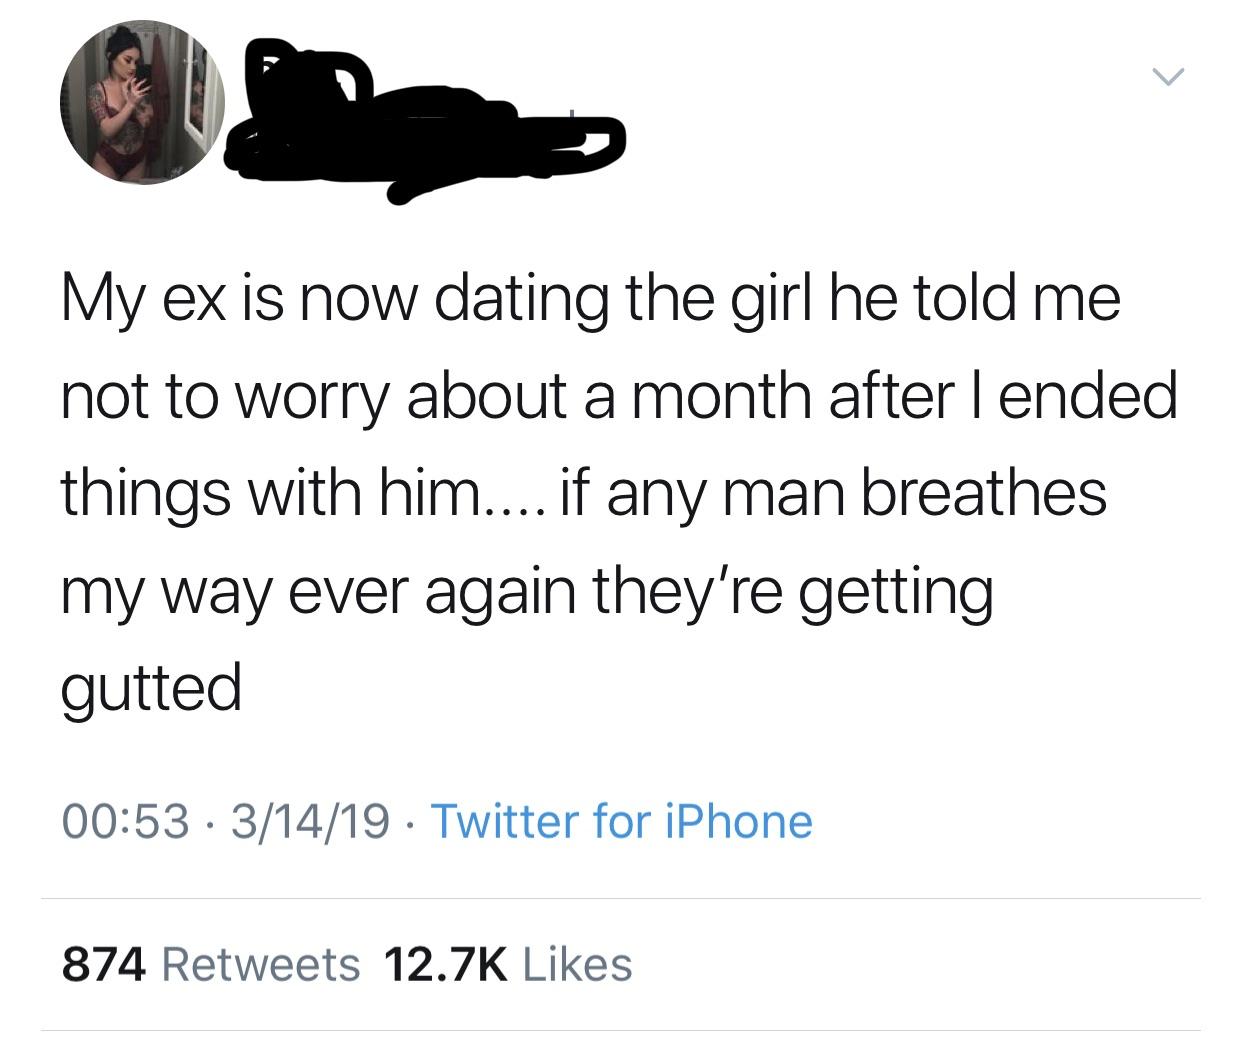 My ex is now dating the girl he told me
not to worry about a month after I ended
things with him.... if any man breathes
my way ever again they’re getting
gutted
00:53 · 3/14/19 · Twitter for iPhone
874 Retweets 12.7K Likes